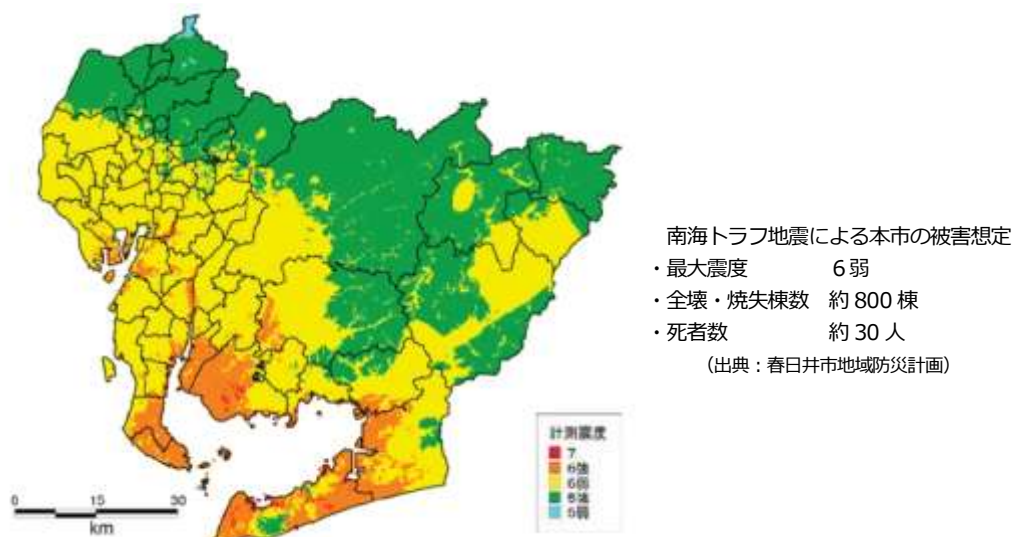 南海トラフ地震による本市の被害想定
・最大震度 6弱
・全壊・焼失棟数 約800棟
・死者数 約30人
（出典：春日井市地域防災計画）
計測震度
7
6強
6弱
5強
5弱
0 15 30
km